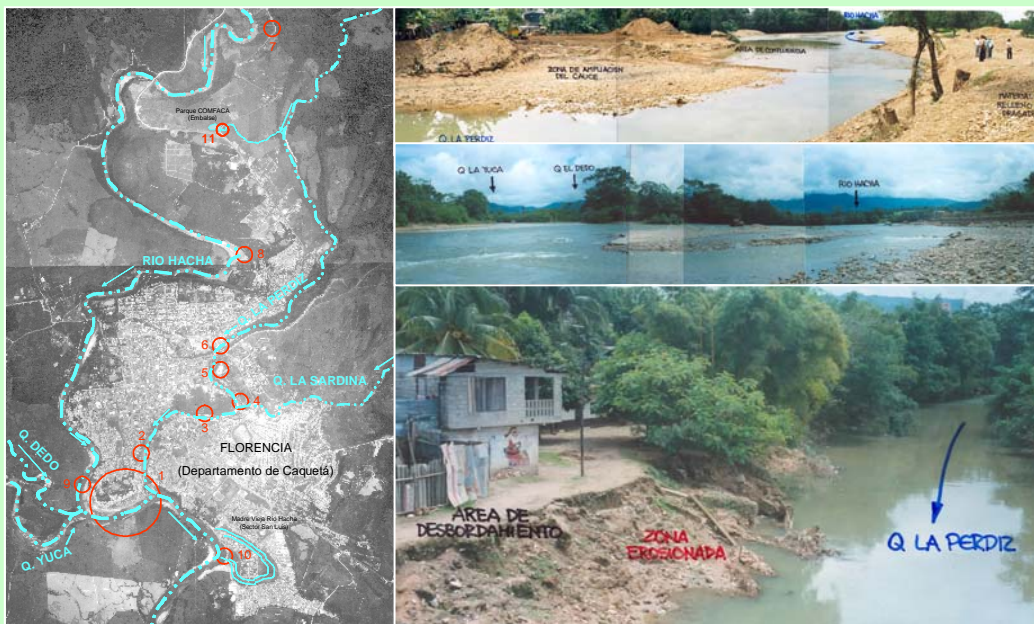 7
Parque COMFACA
(Embalse)
11
RIO HACHA
8
Q. LA PERDIZ
6
5
Q. LA SARDINA
4
3
2
FLORENCIA
(Departamento de Caquetá)
Q. DEDO
1
9
Q. YUCA
Madre Vieja Rio Hacha
(Sector San Luis)
10
RIO HACHA
AREA DE CONFLUENCIA
ZONA DE AMPLIACION
DEL CAUCE
MATERIAL
RELLENO
Q. LA PERDIZ
Q LA YUCA
Q EL DEDO
RIO HACHA
AREA DE
DESBORDAMIENTO
ZONA
EROSIONADA
Q LA PERDIZ